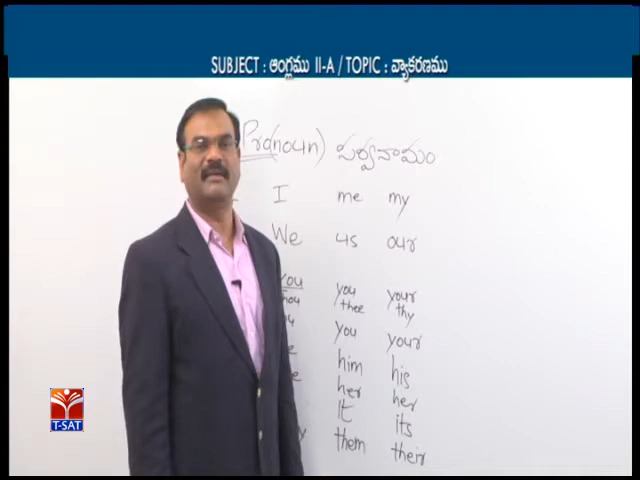 SUBJECT : ఆంగ్లము II-A / TOPIC : వ్యాకరణము
Pronoun) సర్వనామం
I me my
We us our
You you your
thou thee thy
you your
him his
her her
It its
them their
T-SAT